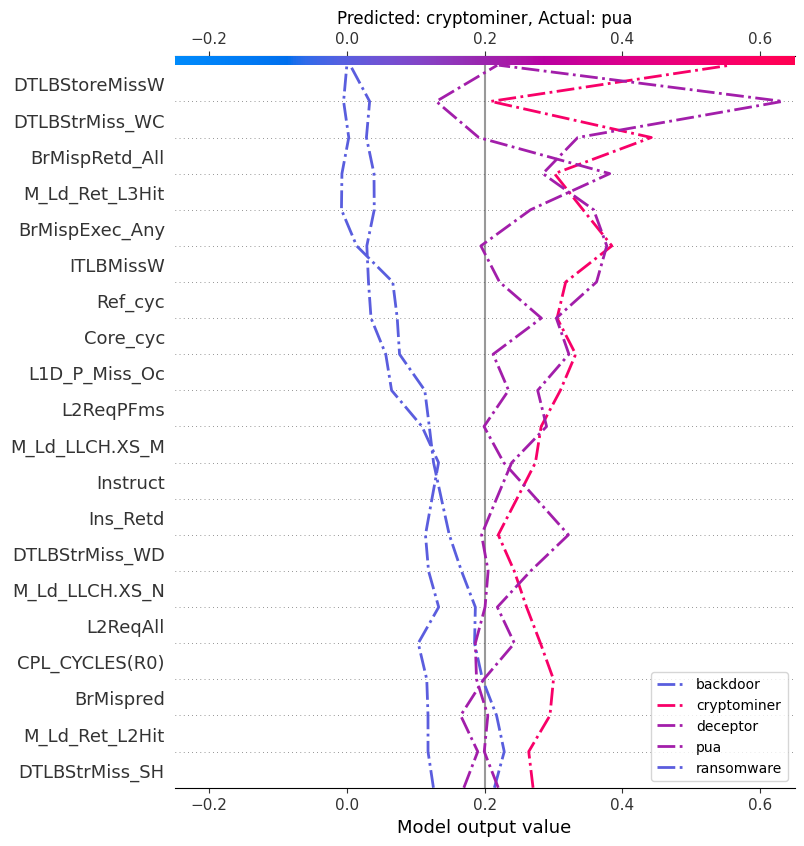 Predicted: cryptominer, Actual: pua
−0.2 0.0 0.2 0.4 0.6
DTLBStoreMissW
DTLBStrMiss_WC
BrMispRetd_All
M_Ld_Ret_L3Hit
BrMispExec_Any
ITLBMissW
Ref_cyc
Core_cyc
L1D_P_Miss_Oc
L2ReqPFms
M_Ld_LLCH.XS_M
Instruct
Ins_Retd
DTLBStrMiss_WD
M_Ld_LLCH.XS_N
L2ReqAll
CPL_CYCLES(R0)
BrMispred
M_Ld_Ret_L2Hit
DTLBStrMiss_SH
backdoor
cryptominer
deceptor
pua
ransomware
−0.2 0.0 0.2 0.4 0.6
Model output value